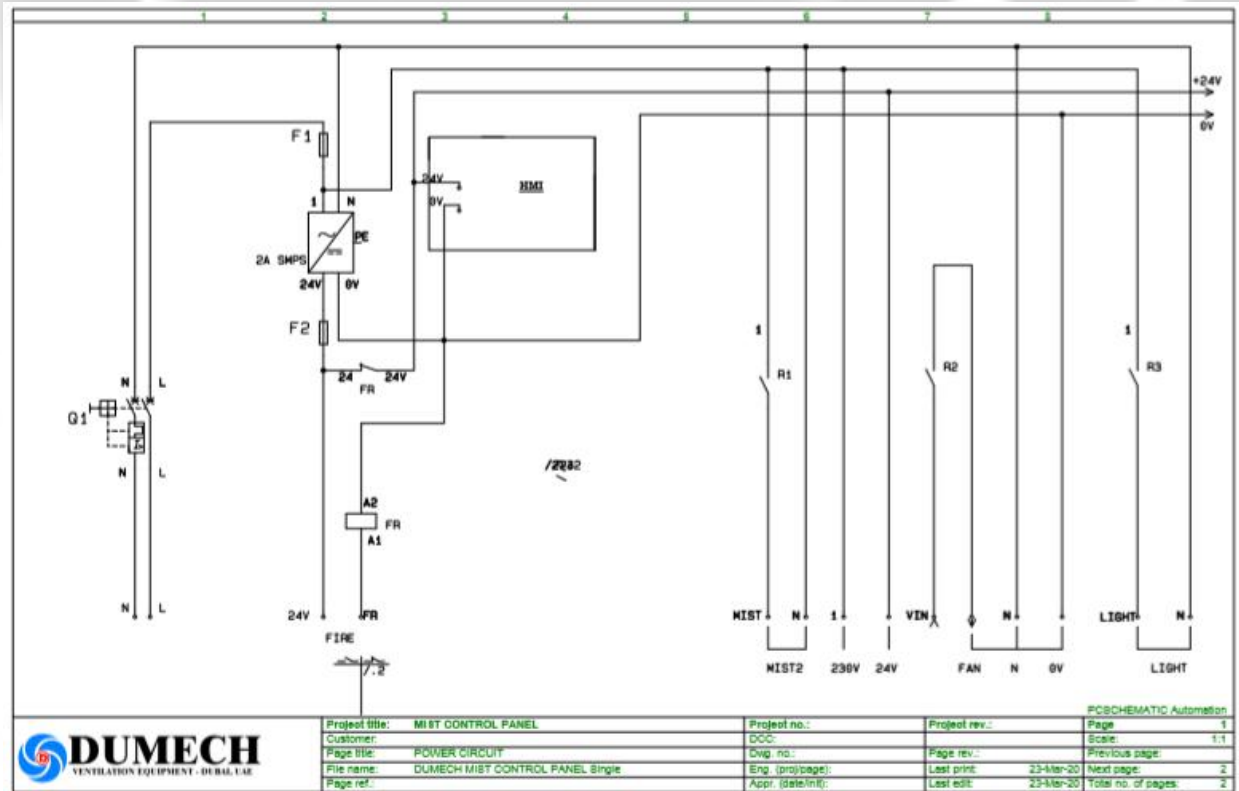 1 2 3 4 5 6 7 8
+24V
0V
F1
24V
HMI
0V
1 N
PE
2A SMPS
24V 0V
F2
1 1
24 24V
FR
R1 R2 R3
N L
Q1
N L
A2
FR
A1
N L
24V FR
MIST N 1 VIN N LIGHT N
FIRE
/.2
MIST2 230V 24V FAN N 0V LIGHT
PCSCHEMATIC Automation
DUMECH
VENTILATION EQUIPMENT - DUBAI, UAE
Project title: MIST CONTROL PANEL Project no.: Project rev.: Page 1
Customer: DCC: Scale: 1:1
Page title: POWER CIRCUIT Dwg. no.: Page rev.: Previous page:
File name: DUMECH MIST CONTROL PANEL Single Eng. (proj/page): Last print: 23-Mar-20 Next page: 2
Page ref.: Appr. (date/init): Last edit: 23-Mar-20 Total no. of pages: 2